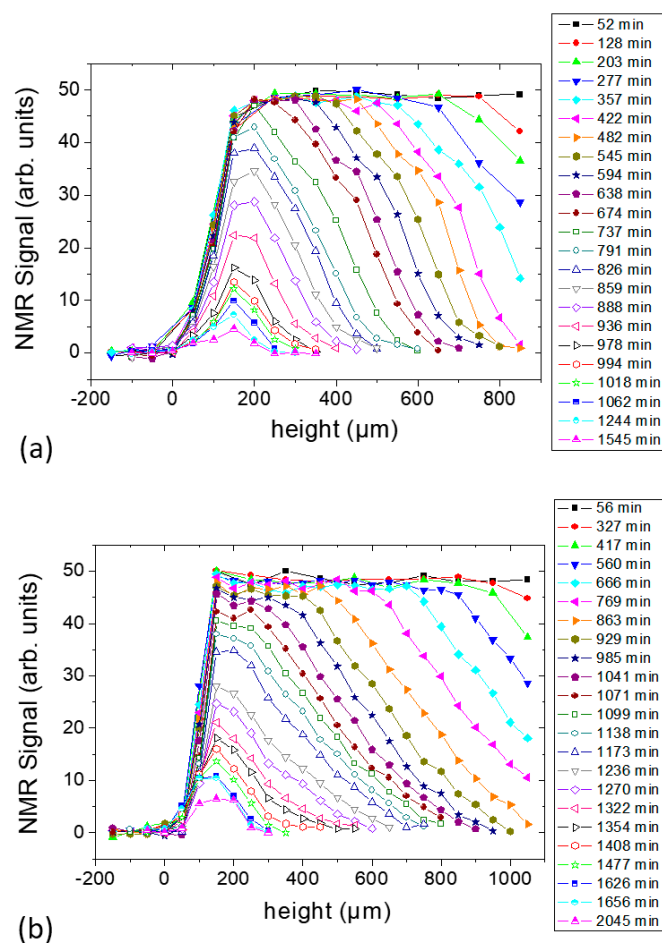 (a)
NMR Signal (arb. units)
50
40
30
20
10
0
-200
0
200
400
600
800
height (µm)
52 min
128 min
203 min
277 min
357 min
422 min
482 min
545 min
594 min
638 min
674 min
737 min
791 min
826 min
859 min
888 min
936 min
978 min
994 min
1018 min
1062 min
1244 min
1545 min
(b)
NMR Signal (arb. units)
50
40
30
20
10
0
-200
0
200
400
600
800
1000
height (µm)
56 min
327 min
417 min
560 min
666 min
769 min
863 min
929 min
985 min
1041 min
1071 min
1099 min
1138 min
1173 min
1236 min
1270 min
1322 min
1354 min
1408 min
1477 min
1626 min
1656 min
2045 min